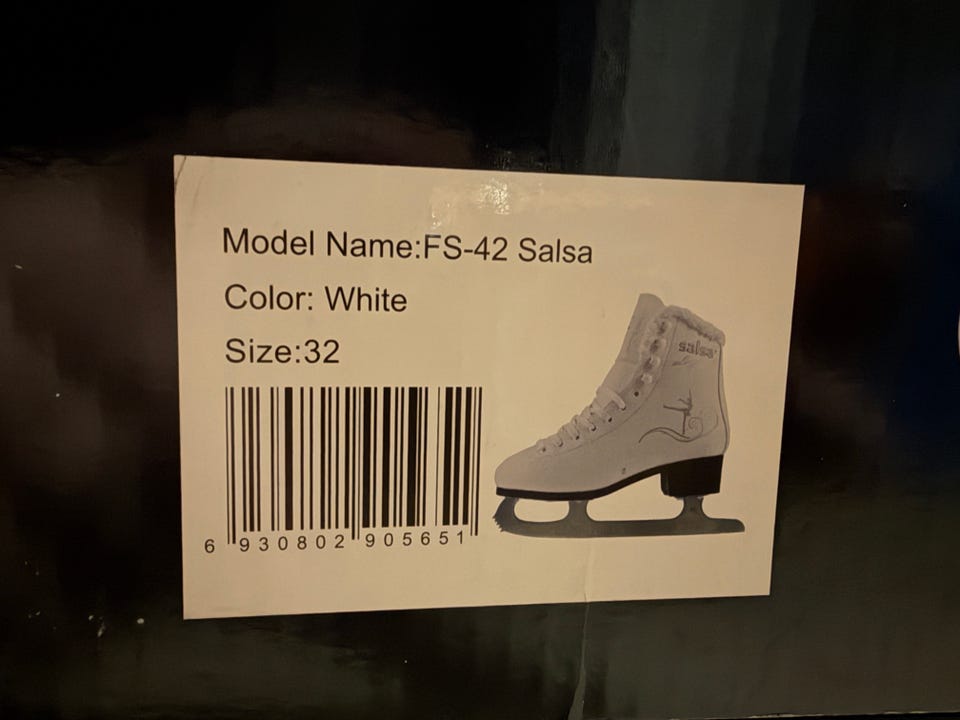 Model Name:FS-42 Salsa
Color: White
Size:32
salsa
6 930802 905651